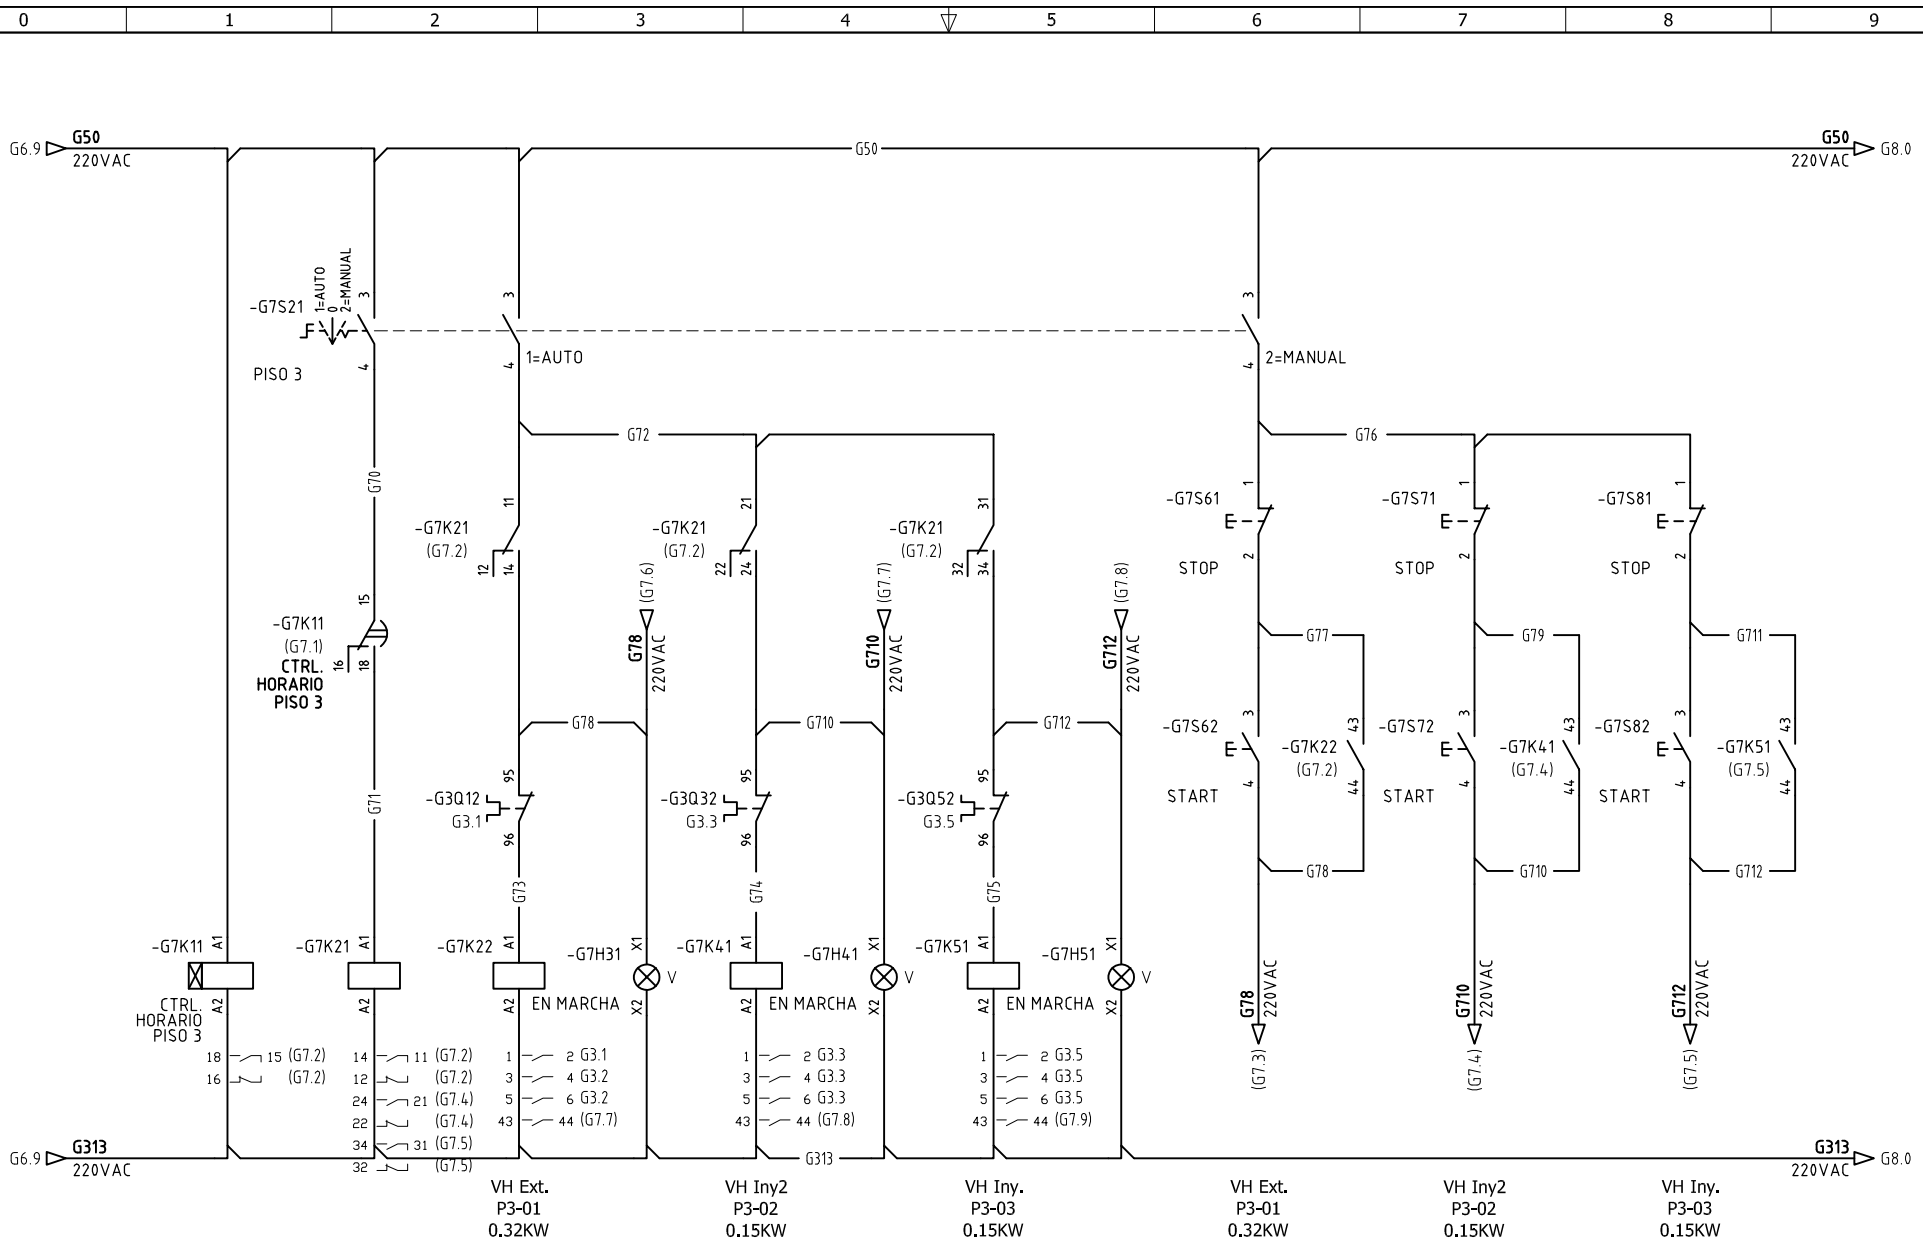 0 1 2 3 4 5 6 7 8 9
G6.9 G50 220VAC
G50
G50 220VAC G8.0
-G7S21
1=AUTO
0
2=MANUAL
PISO 3
3 4
3 4
1=AUTO
3 4
2=MANUAL
G70
G72
G76
-G7K11
(G7.1)
CTRL.
HORARIO
PISO 3
15
16 18
G71
-G7K21
(G7.2)
11
12 14
-G7K21
(G7.2)
21
22 24
-G7K21
(G7.2)
31
32 34
(G7.6)
G78
220VAC
(G7.7)
G710
220VAC
(G7.8)
G712
220VAC
-G7S61
1
2
STOP
-G7S71
1
2
STOP
-G7S81
1
2
STOP
G77
G79
G711
G78
G710
G712
-G7S62
3
4
START
-G7K22
(G7.2)
43
44
-G7S72
3
4
START
-G7K41
(G7.4)
43
44
-G7S82
3
4
START
-G7K51
(G7.5)
43
44
-G3Q12
G3.1
95
96
-G3Q32
G3.3
95
96
-G3Q52
G3.5
95
96
G73
G74
G75
G78
G710
G712
-G7K11
A1
A2
CTRL.
HORARIO
PISO 3
-G7K21
A1
A2
-G7K22
A1
A2
-G7H31
X1
X2
V
EN MARCHA
-G7K41
A1
A2
-G7H41
X1
X2
V
EN MARCHA
-G7K51
A1
A2
-G7H51
X1
X2
V
EN MARCHA
G78
220VAC
(G7.3)
G710
220VAC
(G7.4)
G712
220VAC
(G7.5)
18 15 (G7.2)
16 (G7.2)
14 11 (G7.2)
12 (G7.2)
24 21 (G7.4)
22 (G7.4)
34 31 (G7.5)
32 (G7.5)
1 2 G3.1
3 4 G3.2
5 6 G3.2
43 44 (G7.7)
1 2 G3.3
3 4 G3.3
5 6 G3.3
43 44 (G7.8)
1 2 G3.5
3 4 G3.5
5 6 G3.5
43 44 (G7.9)
G6.9 G313 220VAC
G313
G313 220VAC G8.0
VH Ext.
P3-01
0.32KW
VH Iny2
P3-02
0.15KW
VH Iny.
P3-03
0.15KW
VH Ext.
P3-01
0.32KW
VH Iny2
P3-02
0.15KW
VH Iny.
P3-03
0.15KW